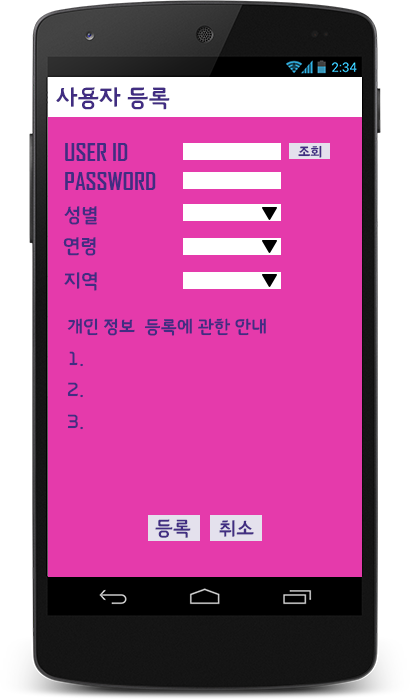 2:34
사용자 등록
USER ID 조회
PASSWORD
성별
연령
지역
개인 정보 등록에 관한 안내
1.
2.
3.
등록 취소